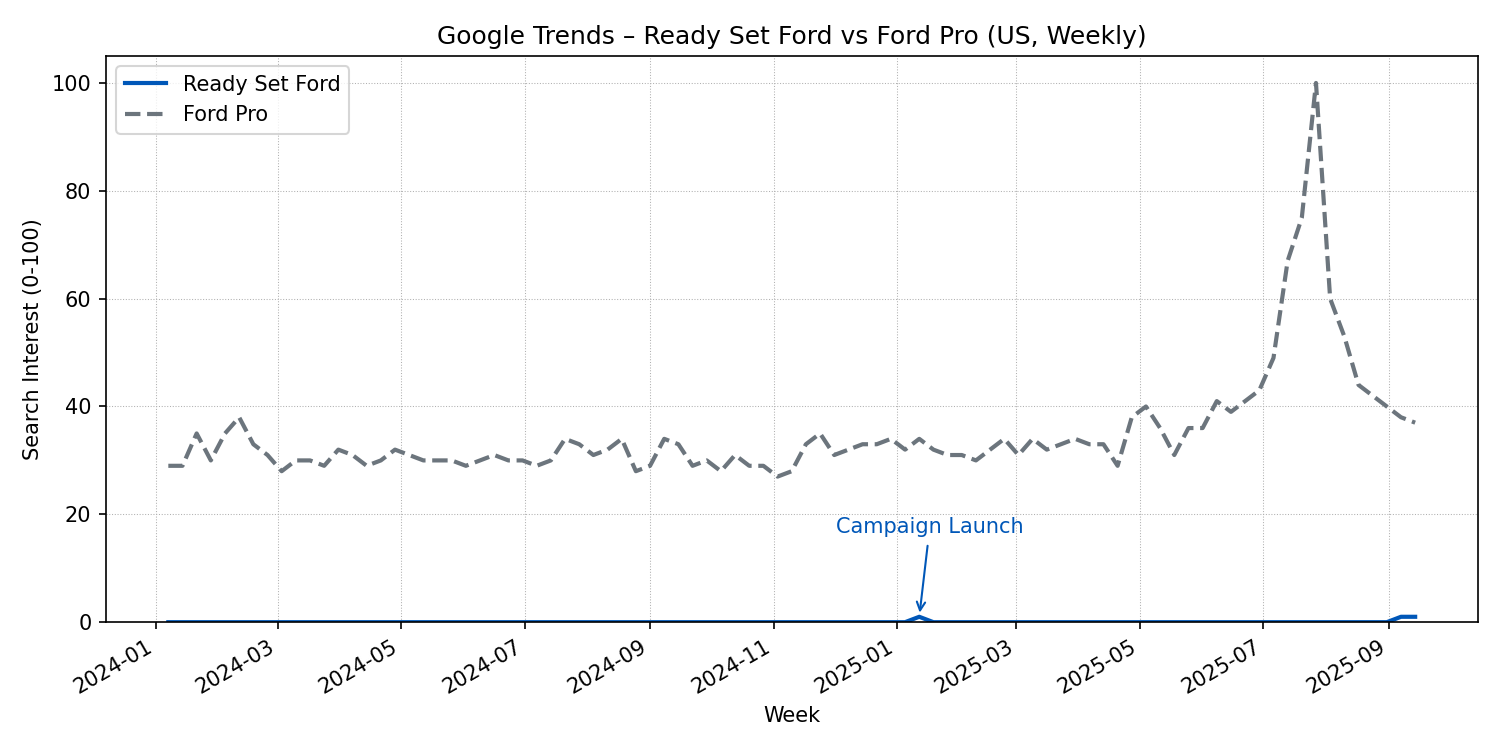 Google Trends – Ready Set Ford vs Ford Pro (US, Weekly)
Ready Set Ford
Ford Pro
Search Interest (0-100)
100
80
60
40
20
0
Campaign Launch
2024-01
2024-03
2024-05
2024-07
2024-09
2024-11
2025-01
2025-03
2025-05
2025-07
2025-09
Week